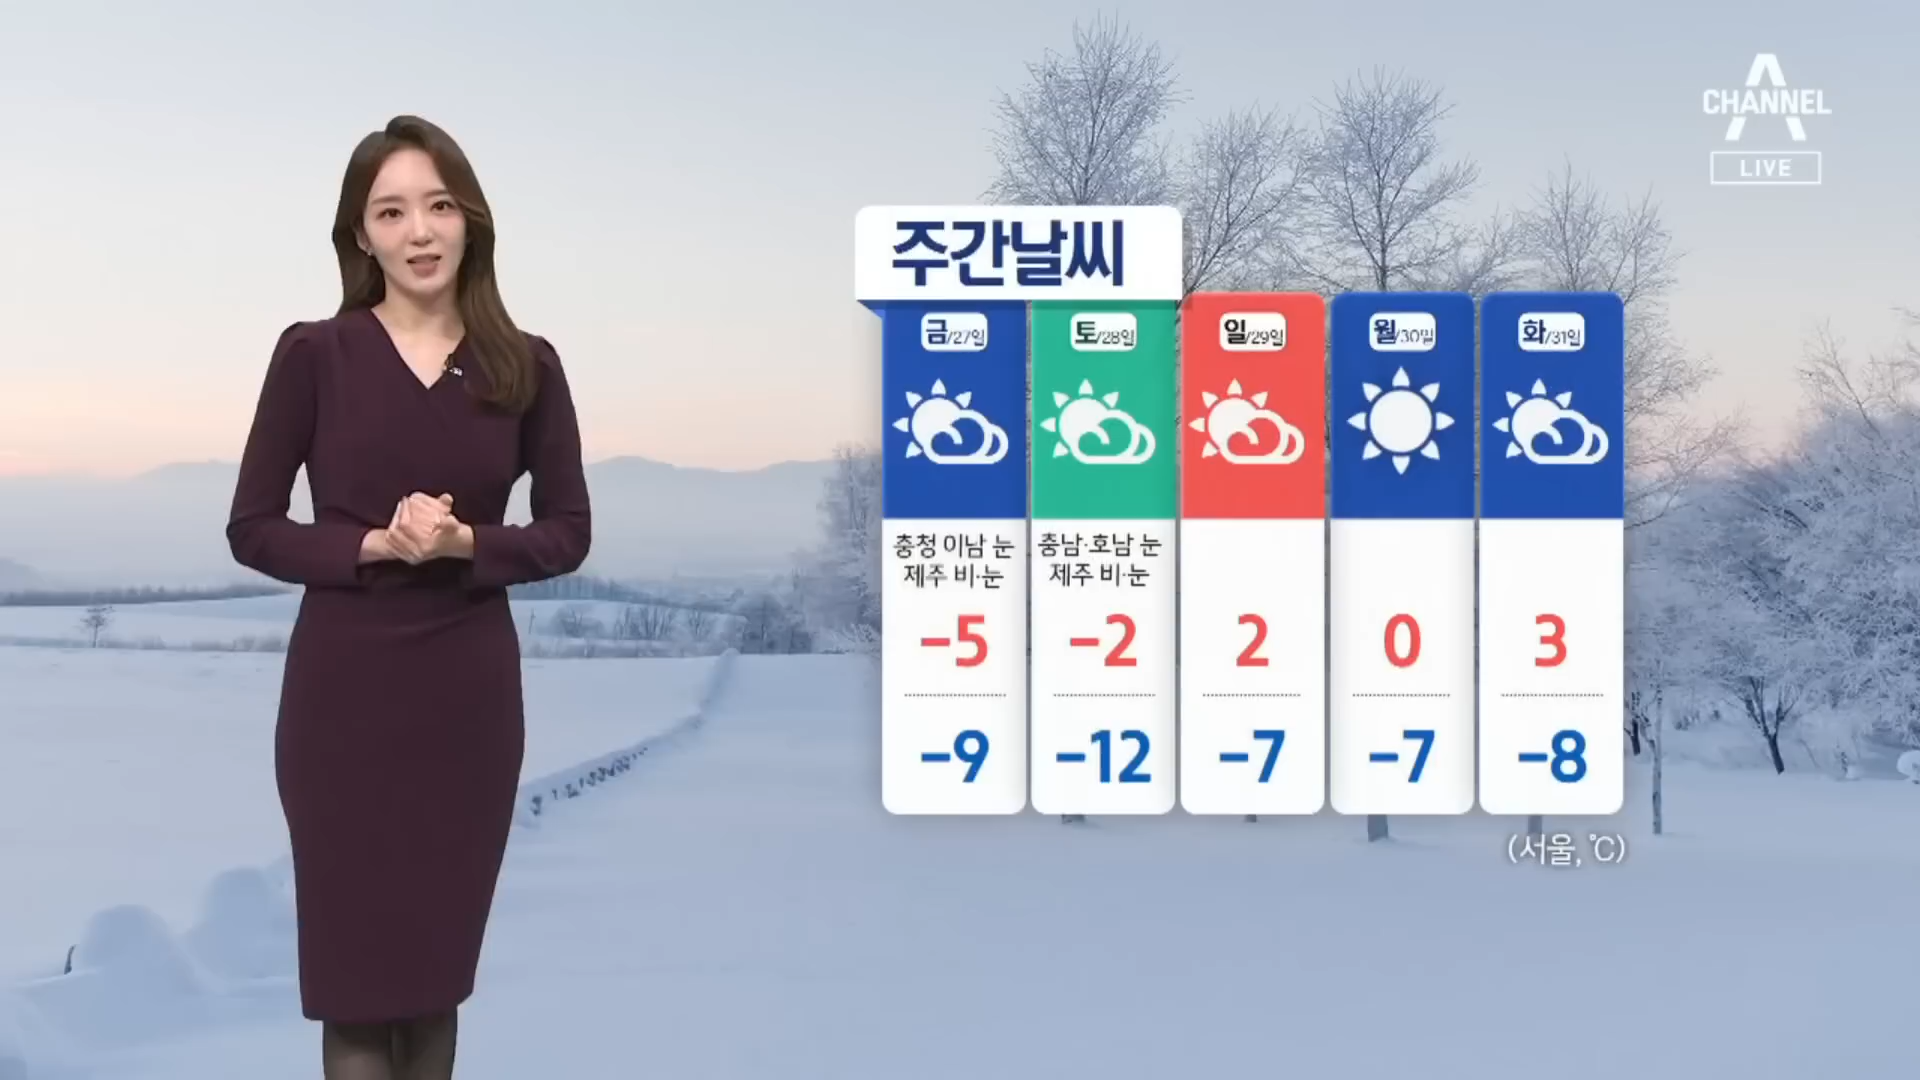 CHANNEL A
LIVE
주간날씨
금/27일
토/28일
일/29일
월/30일
화/31일
충청 이남 눈
제주 비·눈
충남·호남 눈
제주 비·눈
-5
-2
2
0
3
-9
-12
-7
-7
-8
(서울, ℃)